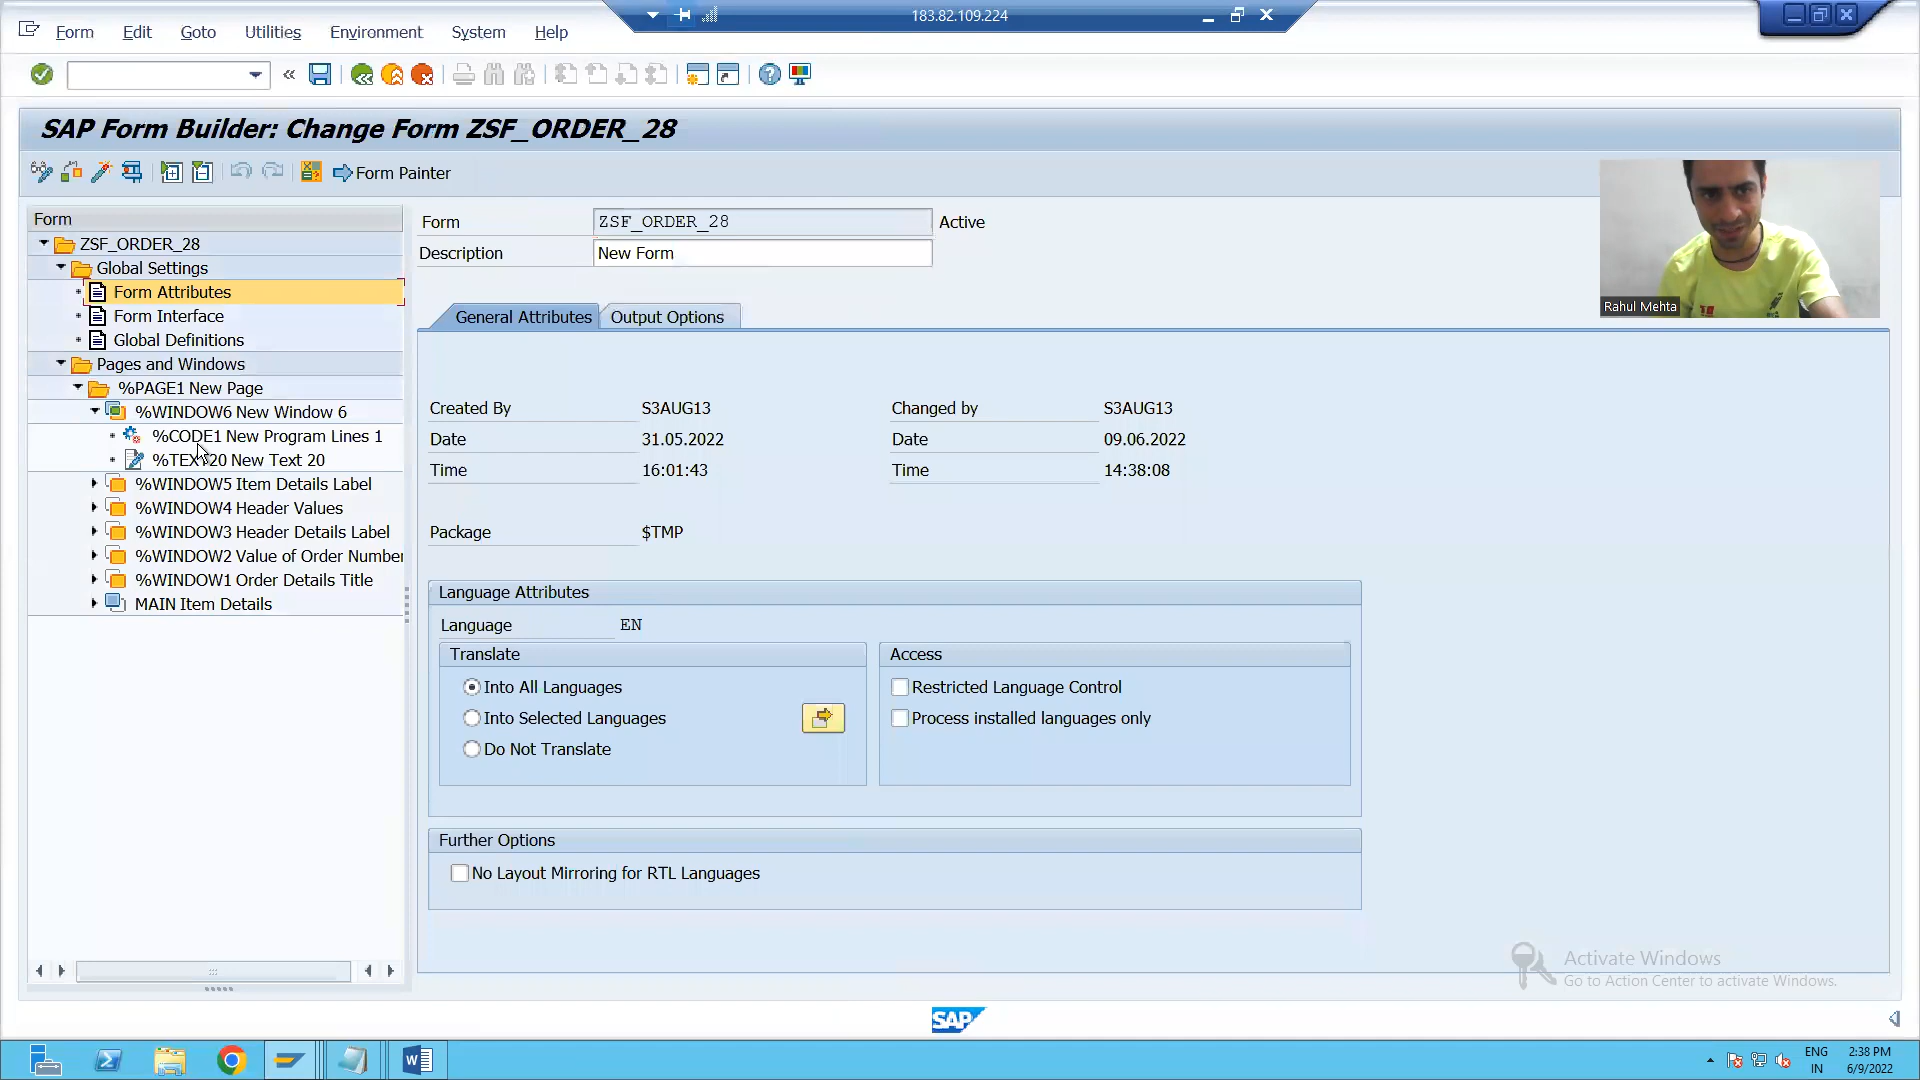 183.82.109.224
Form Edit Goto Utilities Environment System Help
SAP Form Builder: Change Form ZSF_ORDER_28
Form Painter
Form
ZSF_ORDER_28
Global Settings
Form Attributes
Form Interface
Global Definitions
Pages and Windows
%PAGE1 New Page
%WINDOW6 New Window 6
%CODE1 New Program Lines 1
%TEXT20 New Text 20
%WINDOW5 Item Details Label
%WINDOW4 Header Values
%WINDOW3 Header Details Label
%WINDOW2 Value of Order Number
%WINDOW1 Order Details Title
MAIN Item Details
Form ZSF_ORDER_28 Active
Description New Form
General Attributes Output Options
Created By S3AUG13 Changed by S3AUG13
Date 31.05.2022 Date 09.06.2022
Time 16:01:43 Time 14:38:08
Package $TMP
Language Attributes
Language EN
Translate Access
Into All Languages Restricted Language Control
Into Selected Languages Process installed languages only
Do Not Translate
Further Options
No Layout Mirroring for RTL Languages
Rahul Mehta
Activate Windows
Go to Action Center to activate Windows.
SAP
ENG 2:38 PM
IN 6/9/2022